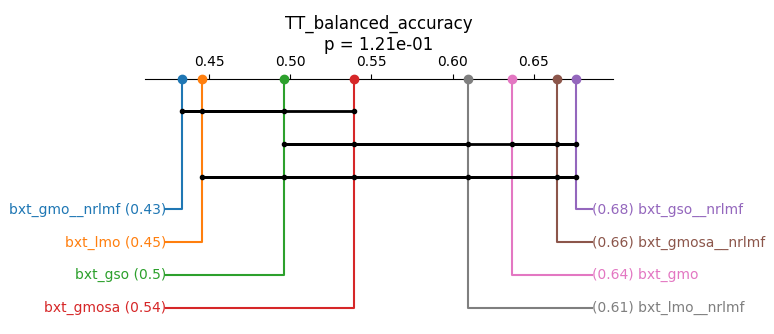 TT_balanced_accuracy
p = 1.21e-01
0.45 0.50 0.55 0.60 0.65
bxt_gmo__nrlmf (0.43) (0.68) bxt_gso__nrlmf
bxt_lmo (0.45) (0.66) bxt_gmosa__nrlmf
bxt_gso (0.5) (0.64) bxt_gmo
bxt_gmosa (0.54) (0.61) bxt_lmo__nrlmf